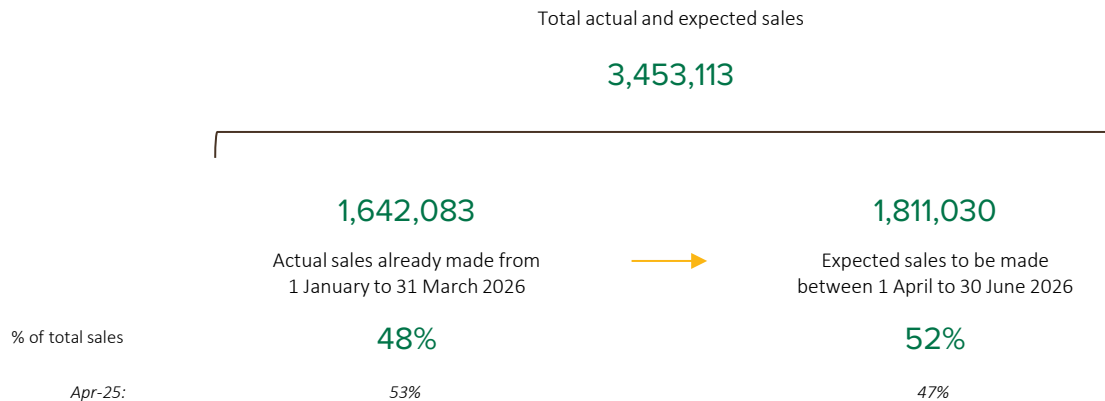 Total actual and expected sales
3,453,113
1,642,083
1,811,030
Actual sales already made from
1 January to 31 March 2026
Expected sales to be made
between 1 April to 30 June 2026
% of total sales
48%
52%
Apr-25:
53%
47%